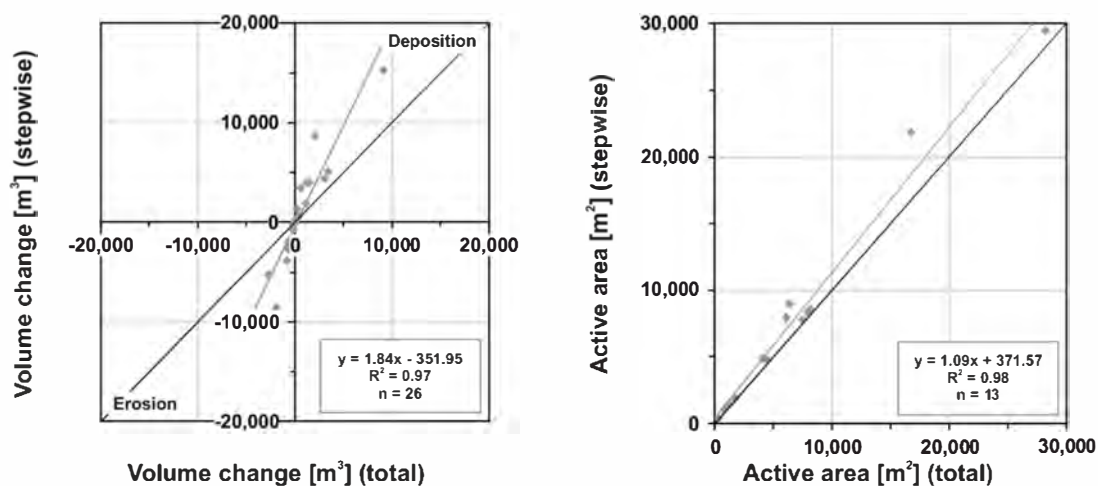 Volume change [m³] (stepwise)
20,000
10,000
0
-10,000
-20,000
-20,000
-10,000
0
10,000
20,000
Deposition
Erosion
y = 1.84x - 351.95
R² = 0.97
n = 26
Volume change [m³] (total)
Active area [m²] (stepwise)
30,000
20,000
10,000
0
0
10,000
20,000
30,000
y = 1.09x + 371.57
R² = 0.98
n = 13
Active area [m²] (total)